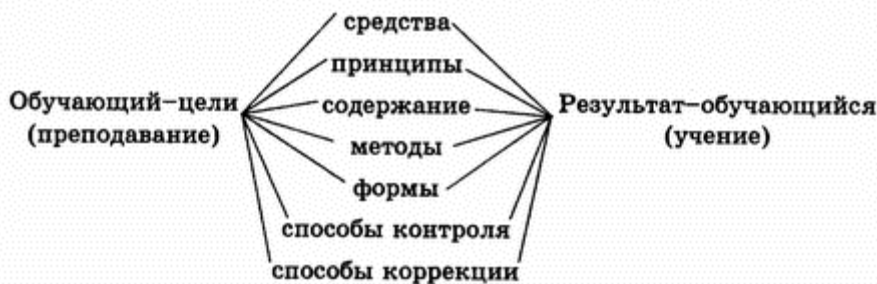 средства
принципы
Обучающий–цели
(преподавание)
содержание
методы
формы
способы контроля
способы коррекции
Результат–обучающийся
(учение)